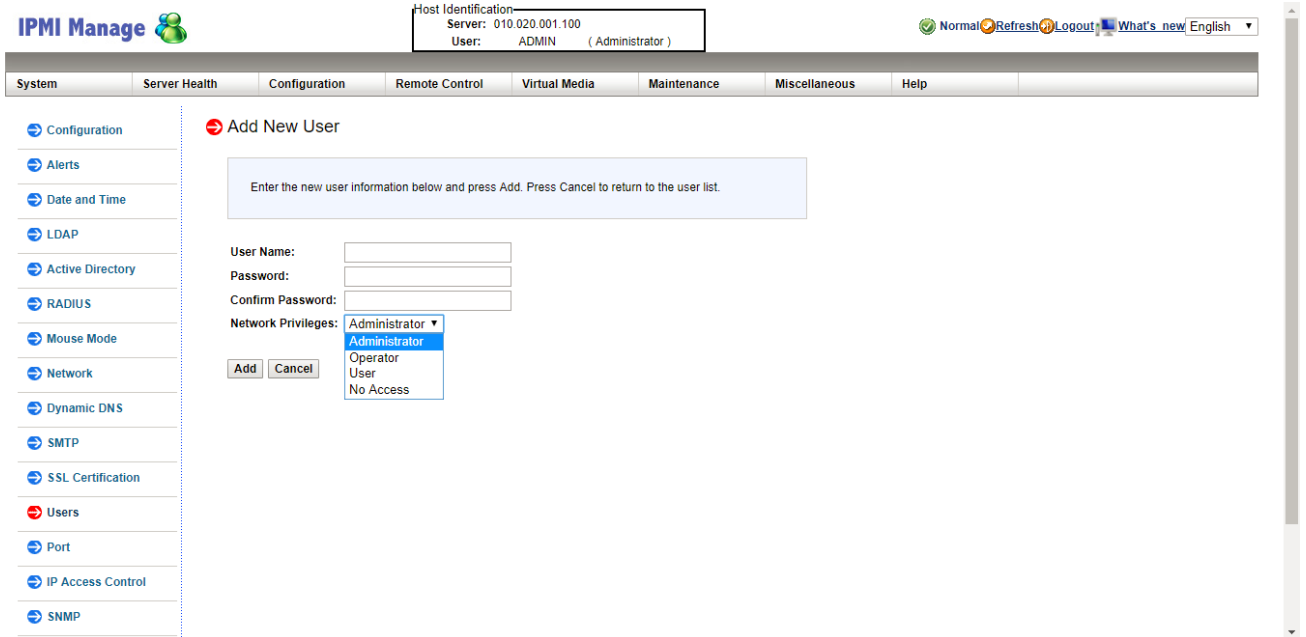 IPMI Manage
Host Identification
Server: 010.020.001.100
User: ADMIN ( Administrator )
Normal Refresh Logout What's new English
System Server Health Configuration Remote Control Virtual Media Maintenance Miscellaneous Help
Configuration
Alerts
Date and Time
LDAP
Active Directory
RADIUS
Mouse Mode
Network
Dynamic DNS
SMTP
SSL Certification
Users
Port
IP Access Control
SNMP
Add New User
Enter the new user information below and press Add. Press Cancel to return to the user list.
User Name:
Password:
Confirm Password:
Network Privileges: Administrator
Administrator
Operator
User
No Access
Add Cancel